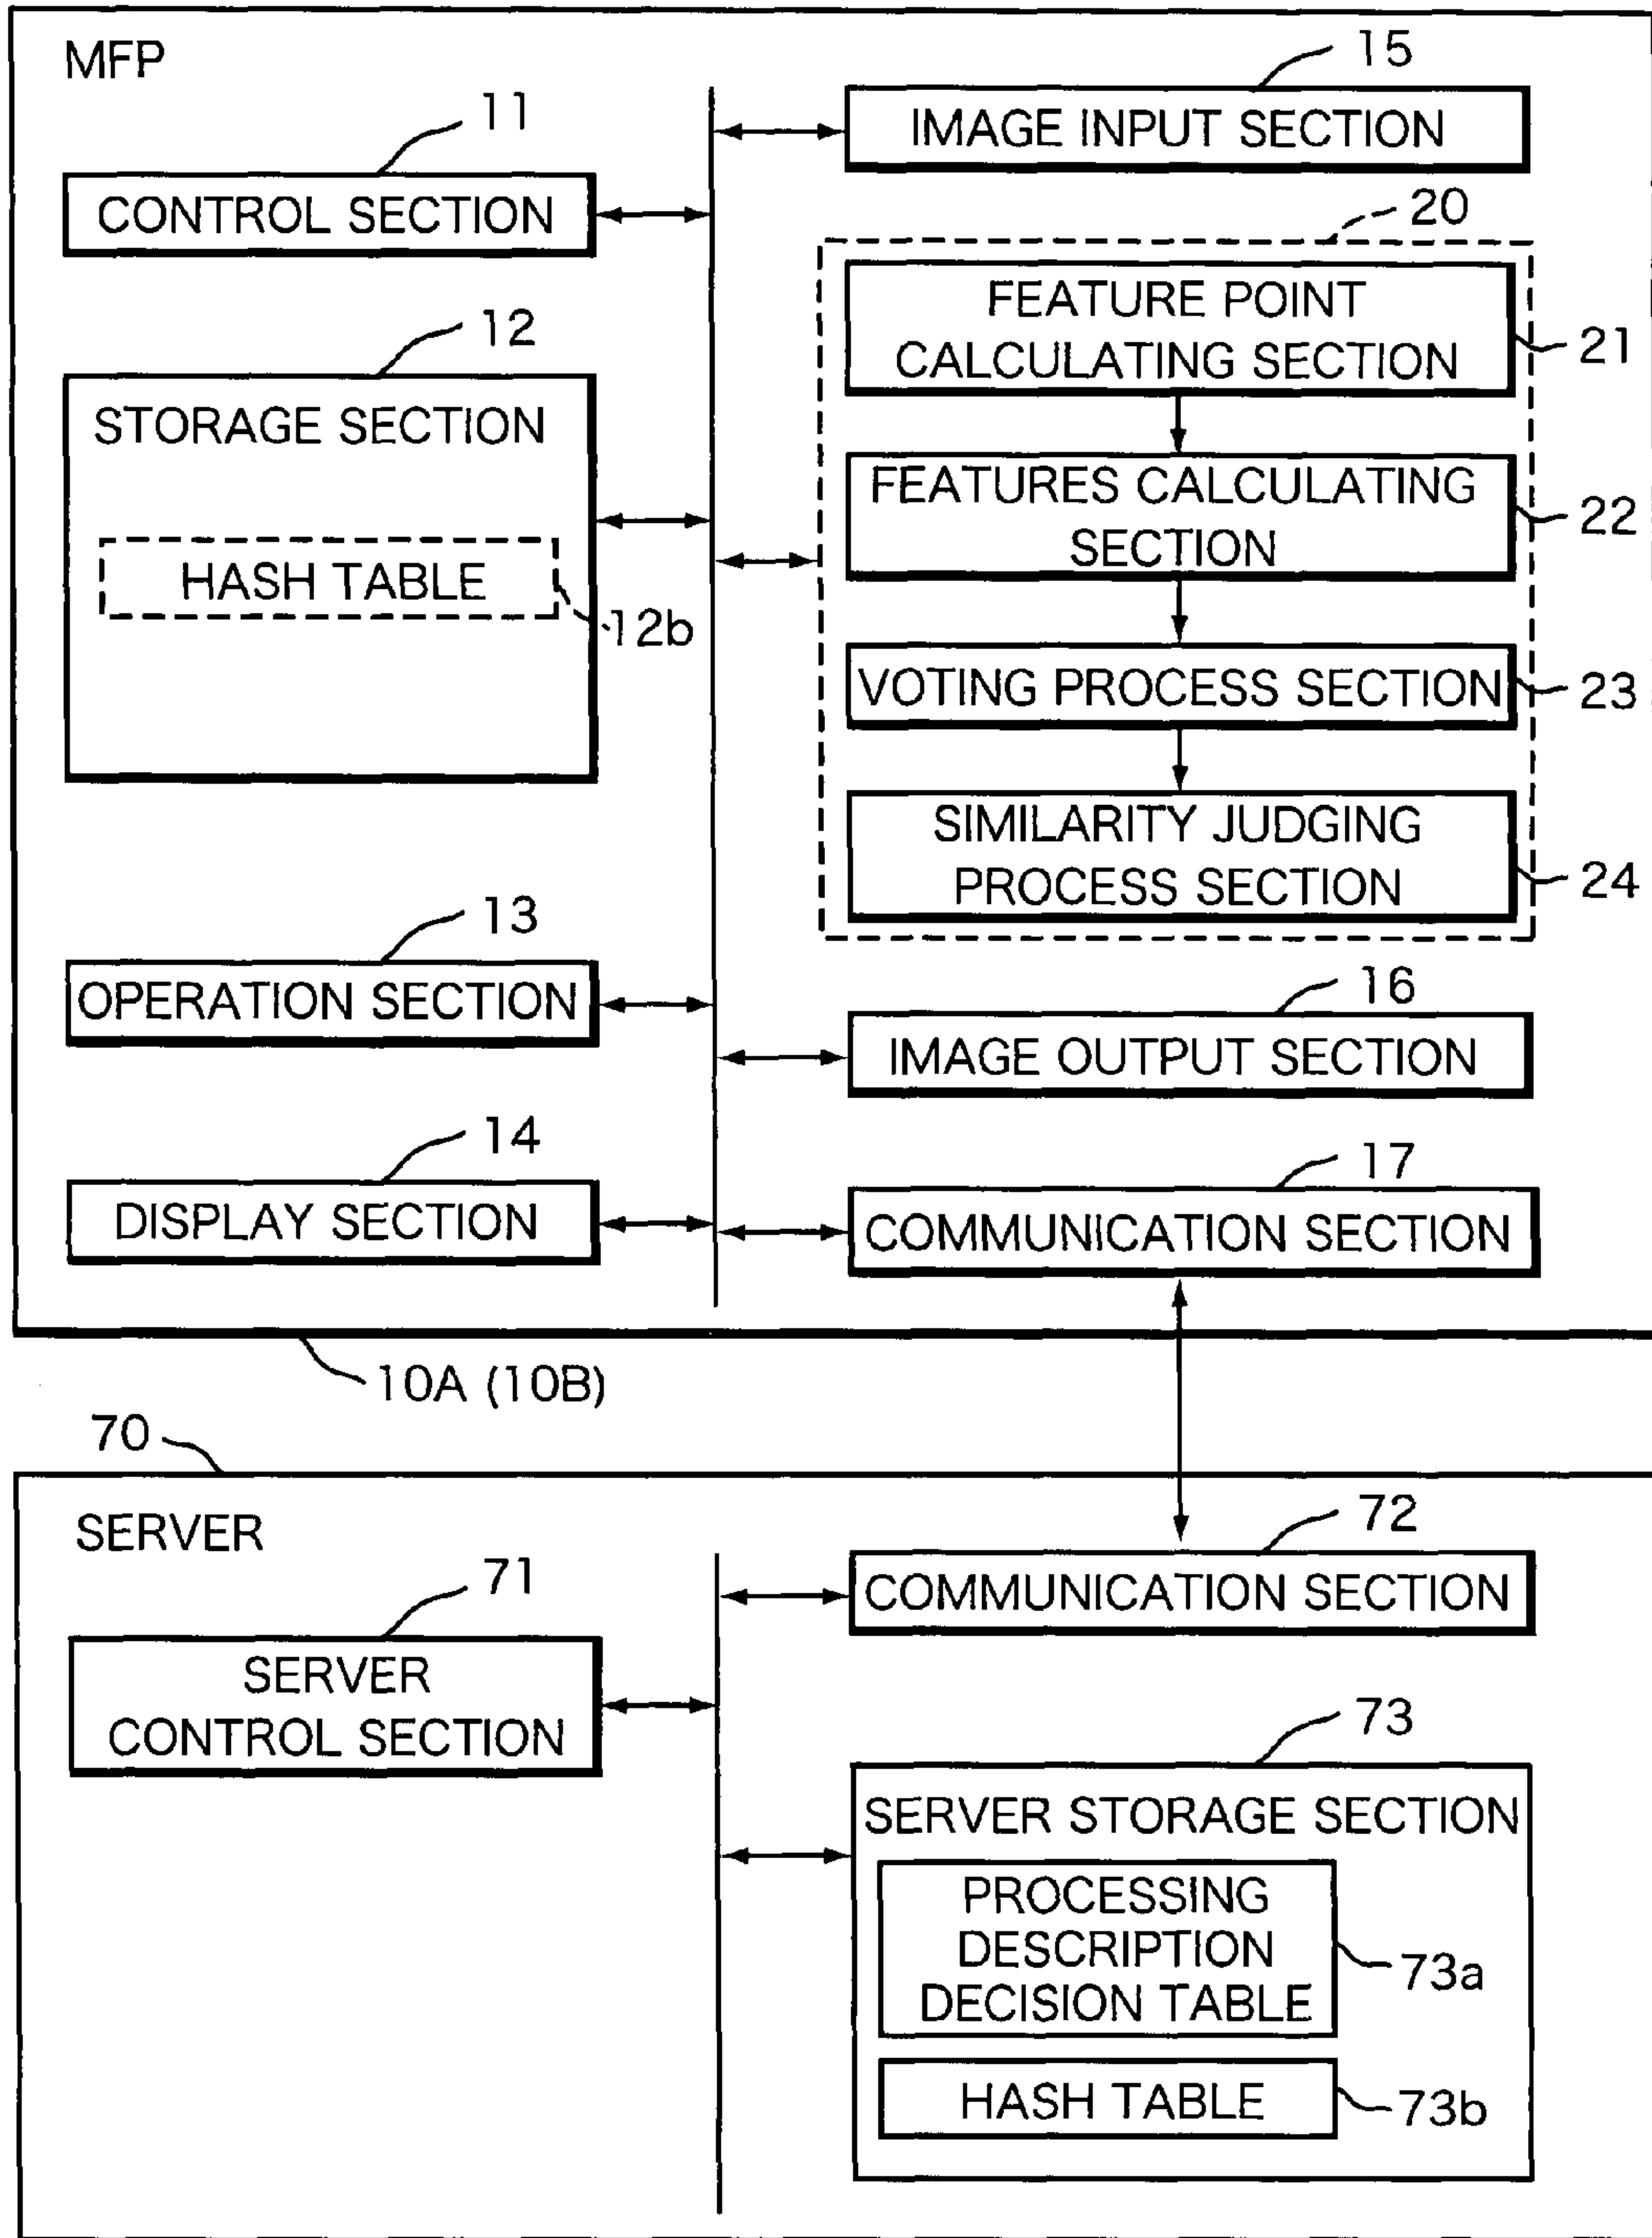 MFP
11
CONTROL SECTION
12
STORAGE SECTION
HASH TABLE
12b
13
OPERATION SECTION
14
DISPLAY SECTION
15
IMAGE INPUT SECTION
20
FEATURE POINT
CALCULATING SECTION
21
FEATURES CALCULATING
SECTION
22
VOTING PROCESS SECTION
23
SIMILARITY JUDGING
PROCESS SECTION
24
16
IMAGE OUTPUT SECTION
17
COMMUNICATION SECTION
10A (10B)
70
SERVER
71
SERVER
CONTROL SECTION
72
COMMUNICATION SECTION
73
SERVER STORAGE SECTION
PROCESSING
DESCRIPTION
DECISION TABLE
73a
HASH TABLE
73b